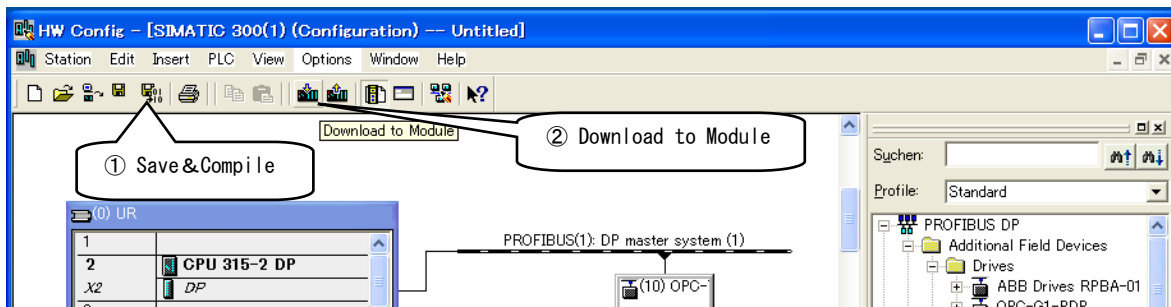 HW Config - [SIMATIC 300(1) (Configuration) -- Untitled]
Station Edit Insert PLC View Options Window Help
Download to Module
① Save&Compile
② Download to Module
Suchen:
Profile: Standard
(0) UR
1
2 CPU 315-2 DP
X2 DP
PROFIBUS(1): DP master system (1)
(10) OPC-
PROFIBUS DP
Additional Field Devices
Drives
ABB Drives RPBA-01
OPC-G1-PDP